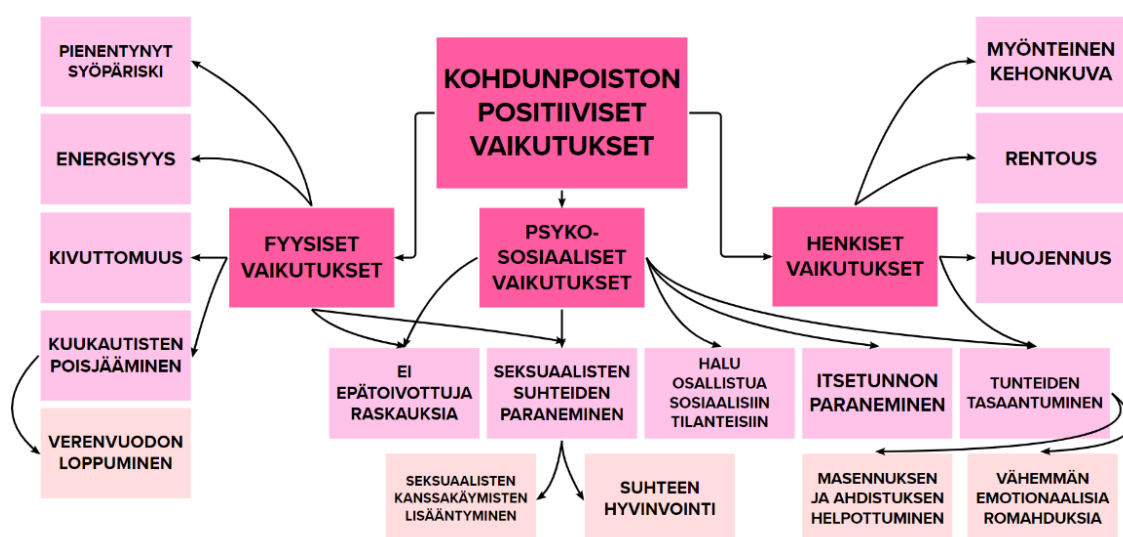 KOHDUNPOISTON
POSITIIVISET
VAIKUTUKSET
PIENENTYNYT
SYÖPÄRISKI
ENERGISYYS
KIVUTTOMUUS
KUUKAUTISTEN
POISJÄÄMINEN
VERENVUODON
LOPPUMINEN
FYYSISET
VAIKUTUKSET
PSYKO-
SOSIAALISET
VAIKUTUKSET
HENKISET
VAIKUTUKSET
MYÖNTEINEN
KEHONKUVA
RENTOUS
HUOJENNUS
EI
EPÄTOIVOTTUJA
RASKAUKSIA
SEKSUAALISTEN
SUHTEIDEN
PARANEMINEN
HALU
OSALLISTUA
SOSIAALISIIN
TILANTEISIIN
ITSETUNNON
PARANEMINEN
TUNTEIDEN
TASAANTUMINEN
SEKSUAALISTEN
KANSSAKÄYMISTEN
LISÄÄNTYMINEN
SUHTEEN
HYVINVOINTI
MASENNUKSEN
JA AHDISTUKSEN
HELPOTTUMINEN
VÄHEMMÄN
EMOTIONAALISIA
ROMAHDUKSIA